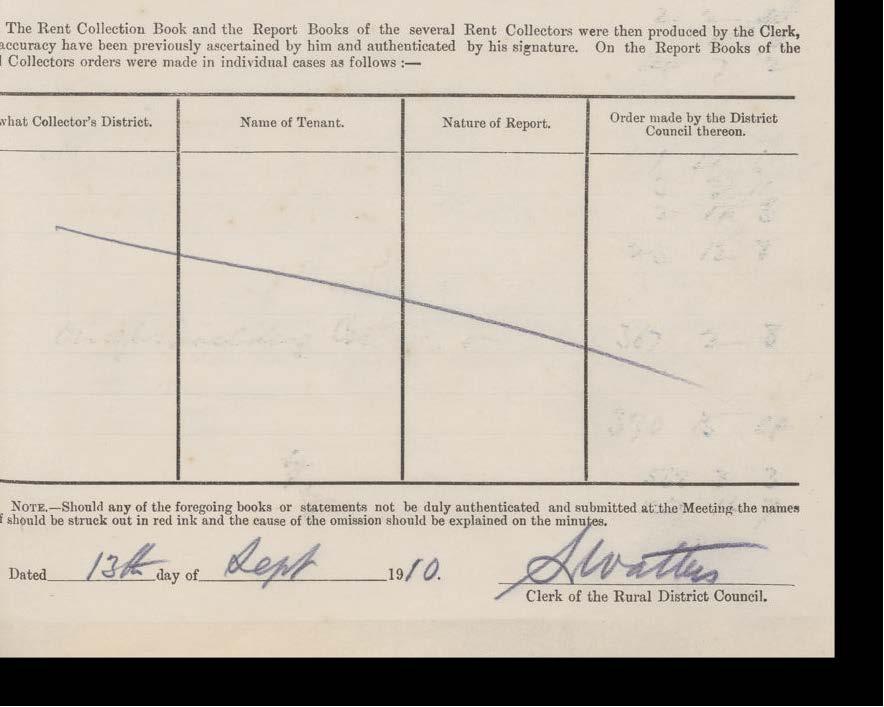 The Rent Collection Book and the Report Books of the several Rent Collectors were then produced by the Clerk,
accuracy have been previously ascertained by him and authenticated by his signature. On the Report Books of the
Collectors orders were made in individual cases as follows :—
what Collector's District.
Name of Tenant.
Nature of Report.
Order made by the District
Council thereon.
NOTE.—Should any of the foregoing books or statements not be duly authenticated and submitted at the Meeting the names
should be struck out in red ink and the cause of the omission should be explained on the minutes.
Dated 13th day of Sept 1910.
S Watters
Clerk of the Rural District Council.